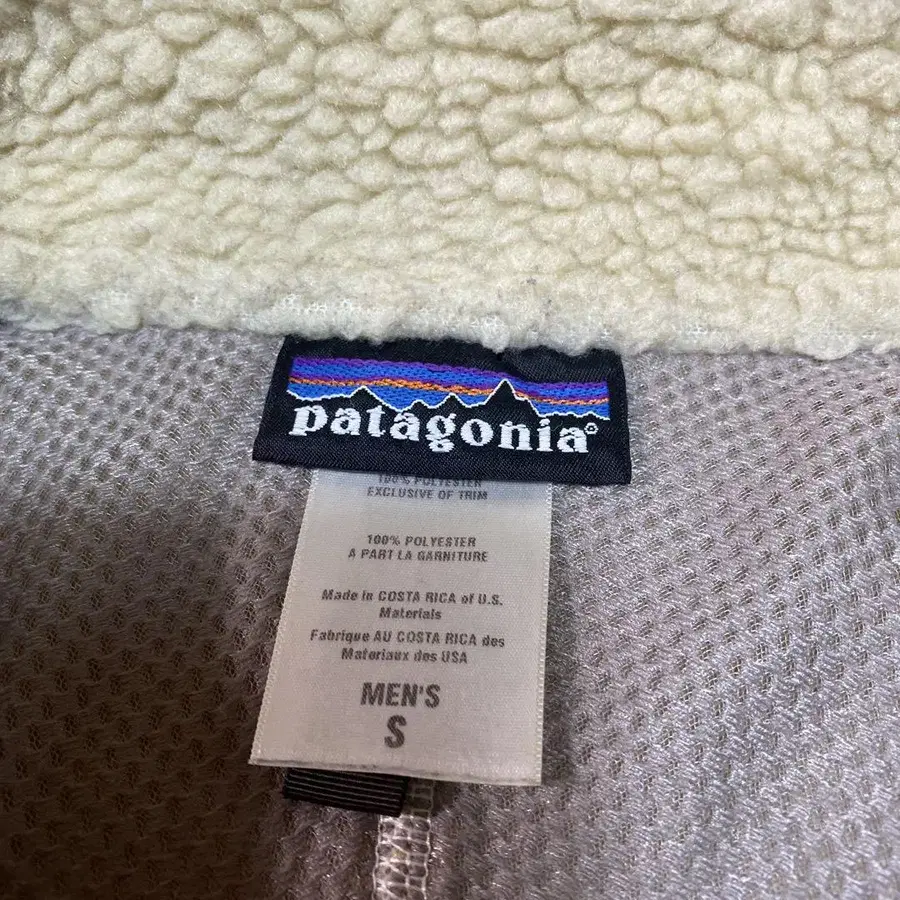 patagonia®
100% POLYESTER
EXCLUSIVE OF TRIM
100% POLYESTER
A PART LA GARNITURE
Made in COSTA RICA of U.S.
Materials
Fabrique AU COSTA RICA des
Materiaux des USA
MEN'S
S